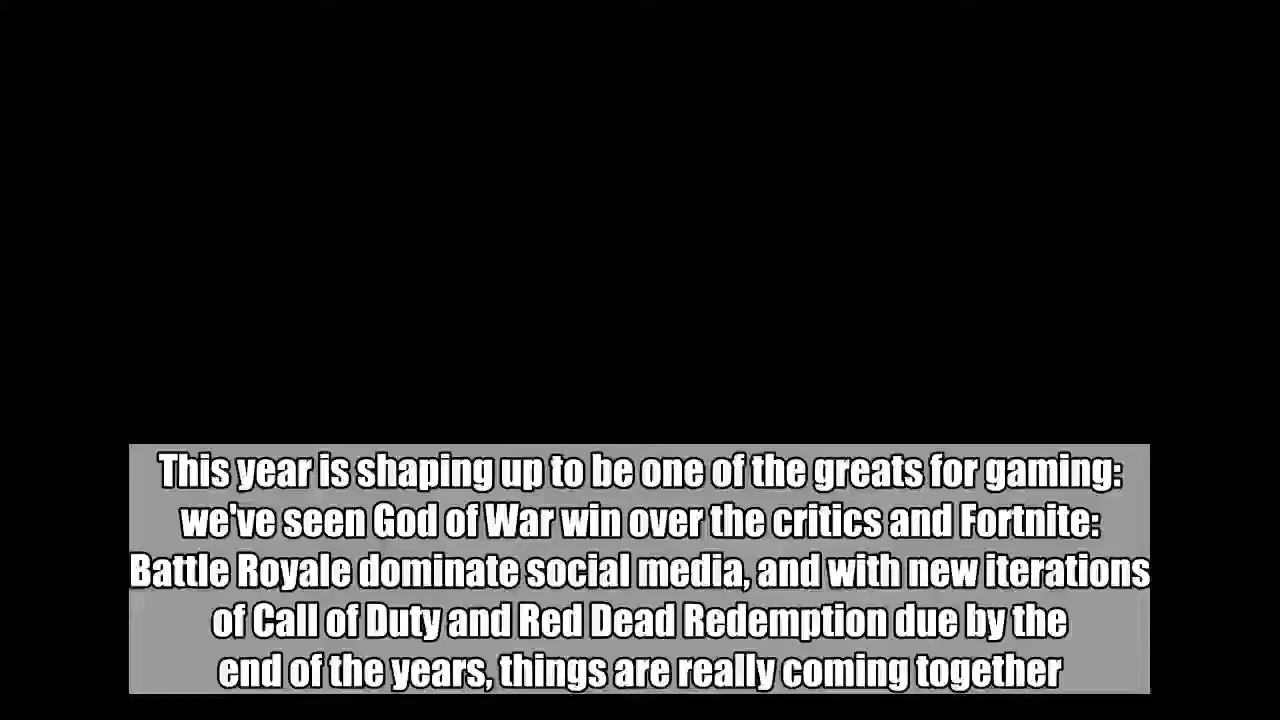 This year is shaping up to be one of the greats for gaming:
we've seen God of War win over the critics and Fortnite:
Battle Royale dominate social media, and with new iterations
of Call of Duty and Red Dead Redemption due by the
end of the years, things are really coming together